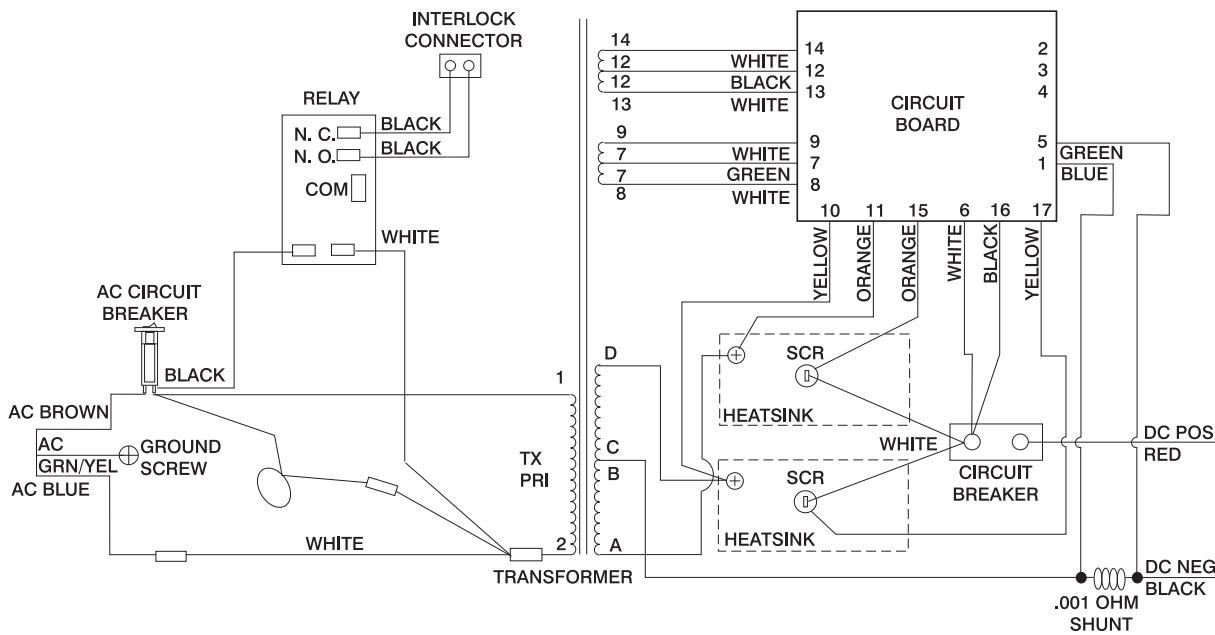 INTERLOCK
CONNECTOR
RELAY
N. C.
BLACK
N. O.
BLACK
COM
WHITE
AC CIRCUIT
BREAKER
BLACK
AC BROWN
AC
GRN/YEL
GROUND
SCREW
AC BLUE
WHITE
TX
PRI
1
2
TRANSFORMER
14
12
WHITE
12
BLACK
13
WHITE
9
7
WHITE
7
GREEN
8
WHITE
14
12
13
9
7
8
CIRCUIT
BOARD
2
3
4
5
1
GREEN
BLUE
10
11
15
6
16
17
YELLOW
ORANGE
ORANGE
WHITE
BLACK
YELLOW
D
C
B
A
SCR
HEATSINK
WHITE
SCR
HEATSINK
CIRCUIT
BREAKER
DC POS
RED
DC NEG
BLACK
.001 OHM
SHUNT